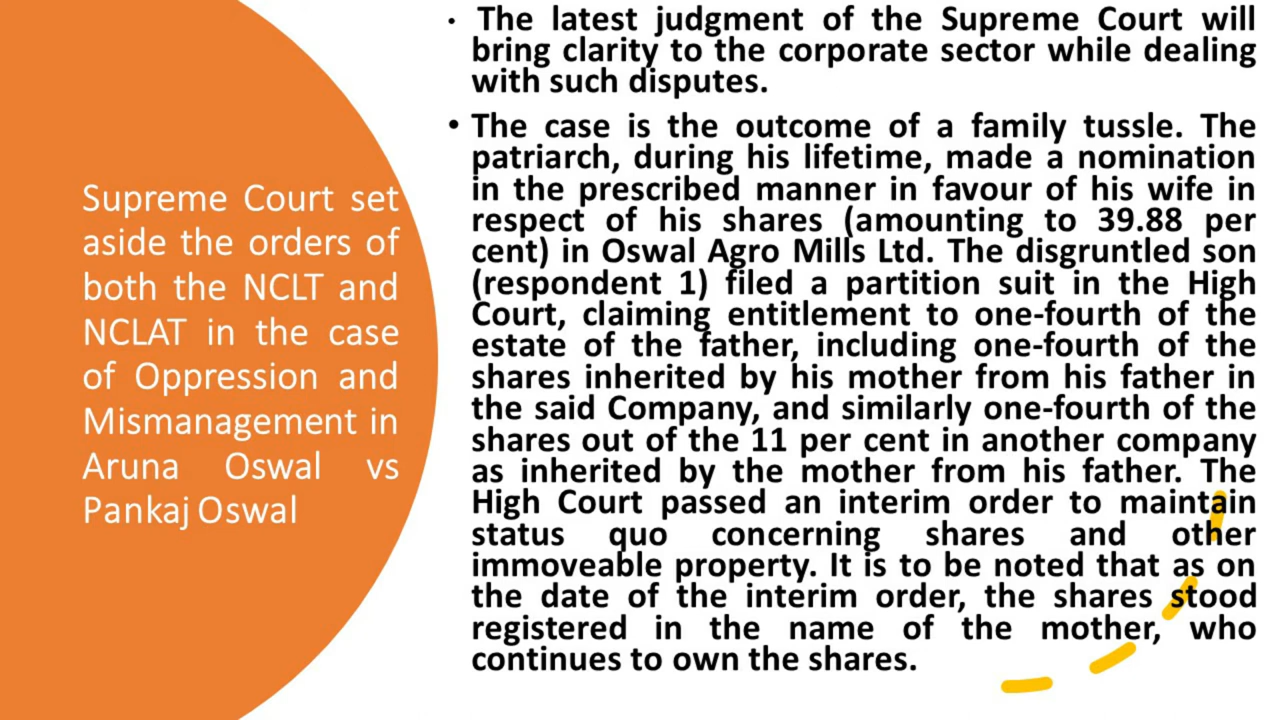 Supreme Court set
aside the orders of
both the NCLT and
NCLAT in the case
of Oppression and
Mismanagement in
Aruna Oswal vs
Pankaj Oswal
• The latest judgment of the Supreme Court will
bring clarity to the corporate sector while dealing
with such disputes.
• The case is the outcome of a family tussle. The
patriarch, during his lifetime, made a nomination
in the prescribed manner in favour of his wife in
respect of his shares (amounting to 39.88 per
cent) in Oswal Agro Mills Ltd. The disgruntled son
(respondent 1) filed a partition suit in the High
Court, claiming entitlement to one-fourth of the
estate of the father, including one-fourth of the
shares inherited by his mother from his father in
the said Company, and similarly one-fourth of the
shares out of the 11 per cent in another company
as inherited by the mother from his father. The
High Court passed an interim order to maintain
status quo concerning shares and other
immoveable property. It is to be noted that as on
the date of the interim order, the shares stood
registered in the name of the mother, who
continues to own the shares.